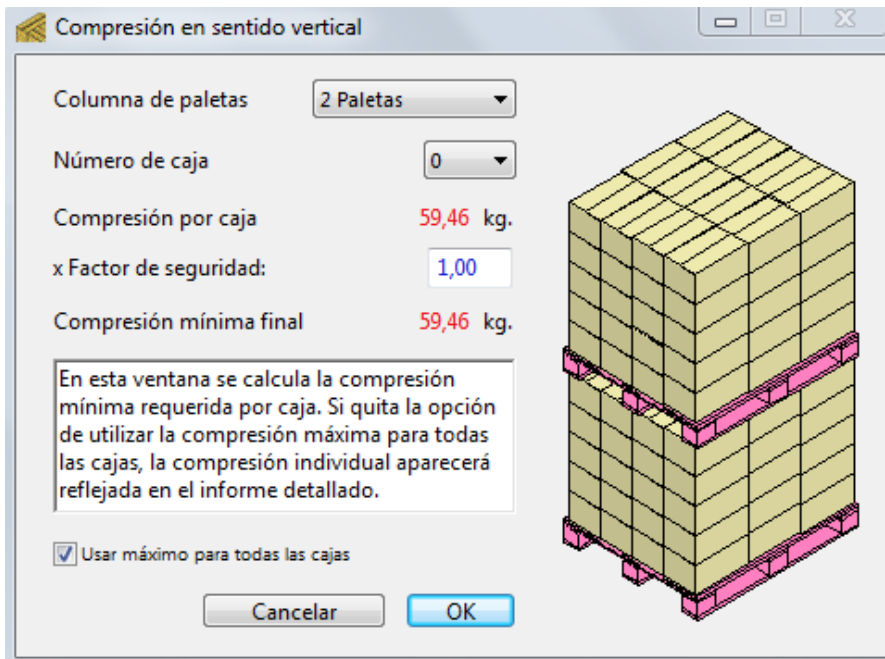 Compresión en sentido vertical
Columna de paletas 2 Paletas
Número de caja 0
Compresión por caja 59,46 kg.
x Factor de seguridad: 1,00
Compresión mínima final 59,46 kg.
En esta ventana se calcula la compresión
mínima requerida por caja. Si quita la opción
de utilizar la compresión máxima para todas
las cajas, la compresión individual aparecerá
reflejada en el informe detallado.
Usar máximo para todas las cajas
Cancelar OK